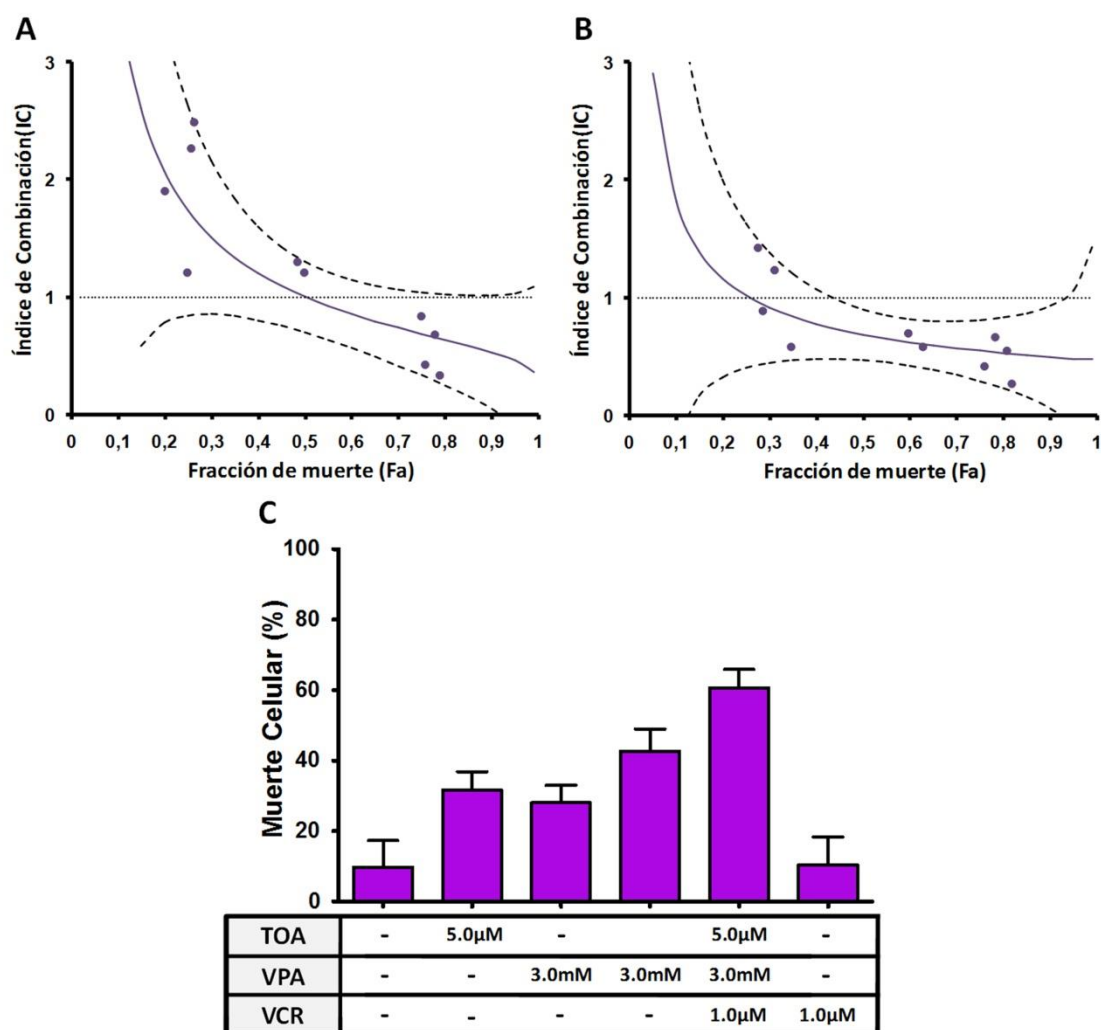 A
Índice de Combinación(IC)
3
2
1
0
0 0,1 0,2 0,3 0,4 0,5 0,6 0,7 0,8 0,9 1
Fracción de muerte (Fa)
B
Índice de Combinación(IC)
3
2
1
0
0 0,1 0,2 0,3 0,4 0,5 0,6 0,7 0,8 0,9 1
Fracción de muerte (Fa)
C
Muerte Celular (%)
100
80
60
40
20
0
TOA - 5.0µM - 5.0µM -
VPA - - 3.0mM 3.0mM 3.0mM -
VCR - - - - 1.0µM 1.0µM